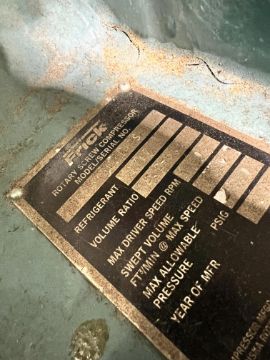 FRICK
ROTARY SCREW COMPRESSOR
MODEL/SERIAL NO.
REFRIGERANT
VOLUME RATIO
MAX DRIVER SPEED RPM
SWEPT VOLUME
FT³/MIN @ MAX SPEED
MAX ALLOWABLE
PRESSURE PSIG
YEAR OF MFR